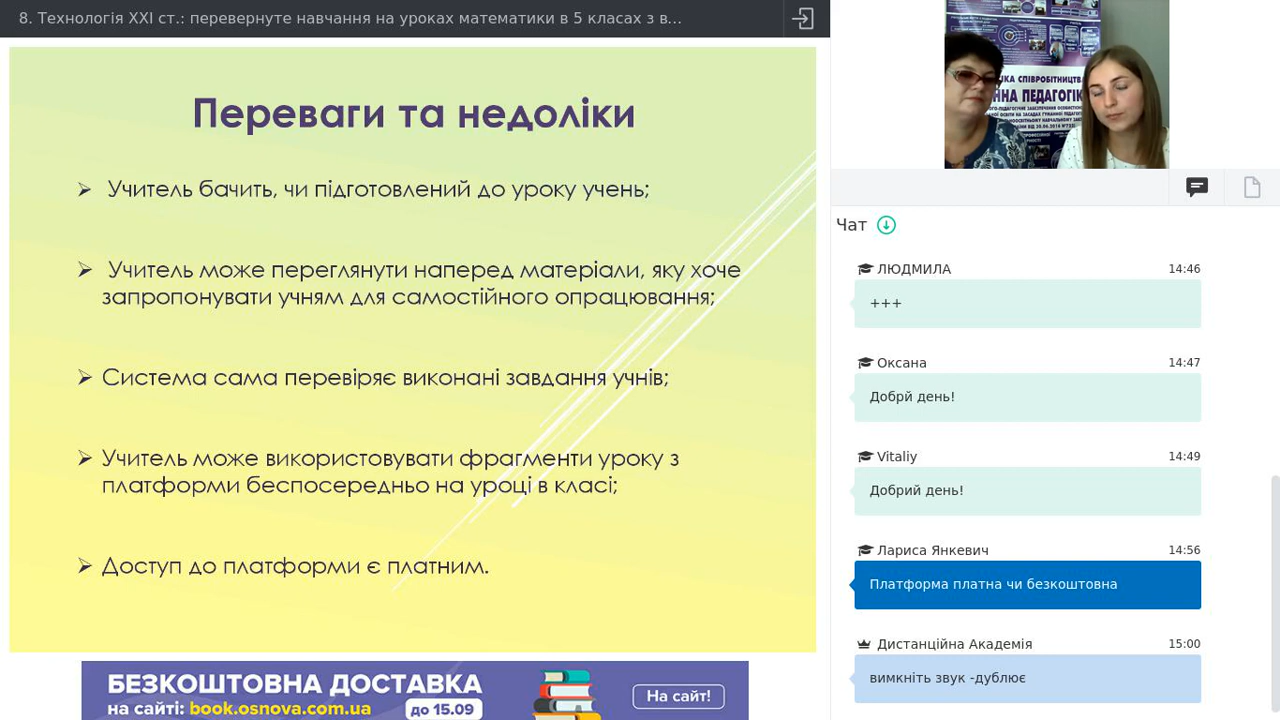 8. Технологія XXI ст.: перевернуте навчання на уроках математики в 5 класах з в...
Переваги та недоліки
Учитель бачить, чи підготовлений до уроку учень;
Учитель може переглянути наперед матеріали, яку хоче
запропонувати учням для самостійного опрацювання;
Система сама перевіряє виконані завдання учнів;
Учитель може використовувати фрагменти уроку з
платформи беспосередньо на уроці в класі;
Доступ до платформи є платним.
БЕЗКОШТОВНА ДОСТАВКА
на сайті: book.osnova.com.ua
до 15.09
На сайт!
СПІВРОБІТНИЦТВА
ПЕДАГОГІК
Чат
ЛЮДМИЛА 14:46
+++
Оксана 14:47
Добрй день!
Vitaliy 14:49
Добрий день!
Лариса Янкевич 14:56
Платформа платна чи безкоштовна
Дистанційна Академія 15:00
вимкніть звук -дублює